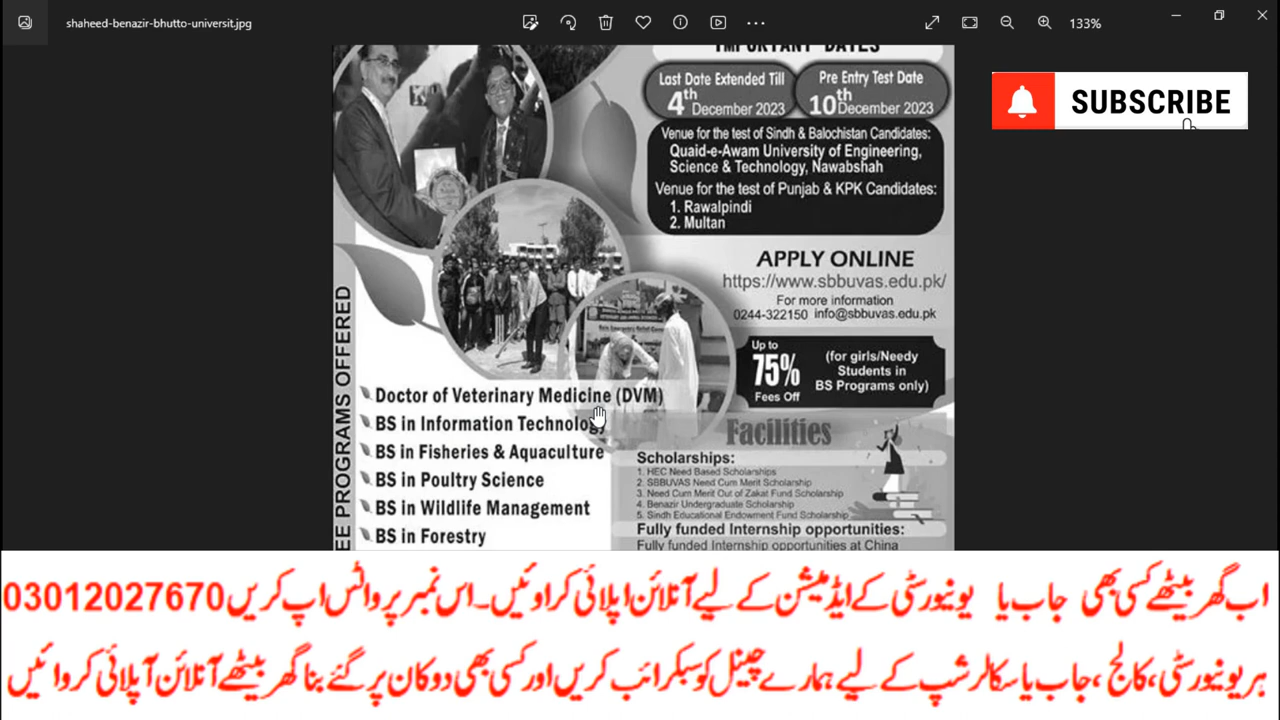 shaheed-benazir-bhutto-universit.jpg
133%
SUBSCRIBE
IMPORTANT DATES
Last Date Extended Till
4th December 2023
Pre Entry Test Date
10th December 2023
Venue for the test of Sindh & Balochistan Candidates:
Quaid-e-Awam University of Engineering,
Science & Technology, Nawabshah
Venue for the test of Punjab & KPK Candidates:
1. Rawalpindi
2. Multan
APPLY ONLINE
https://www.sbbuvas.edu.pk/
For more information
0244-322150 info@sbbuvas.edu.pk
Up to
75%
Fees Off
(for girls/Needy
Students in
BS Programs only)
EE PROGRAMS OFFERED
Doctor of Veterinary Medicine (DVM)
BS in Information Technology
BS in Fisheries & Aquaculture
BS in Poultry Science
BS in Wildlife Management
BS in Forestry
Facilities
Scholarships:
1. HEC Need Based Scholarships
2. SBBUVAS Need Cum Merit Scholarship
3. Need Cum Merit Out of Zakat Fund Scholarship
4. Benazir Undergraduate Scholarship
5. Sindh Educational Endowment Fund Scholarship
Fully funded Internship opportunities:
Fully funded Internship opportunities at China
اب گھر بیٹھے کسی بھی جاب یا یونیورسٹی کے ایڈمیشن کے لیے آنلائن اپلائی کراوئیں۔ اس نمبر پر واٹس اپ کریں 03012027670
ہر یونیورسٹی، کالج ، جاب یا سکالرشپ کے لیے ہمارے چینل کو سبکرائب کریں اور کسی بھی دوکان پر گئے بنا گھر بیٹھے آنلائن آپلائی کروائیں